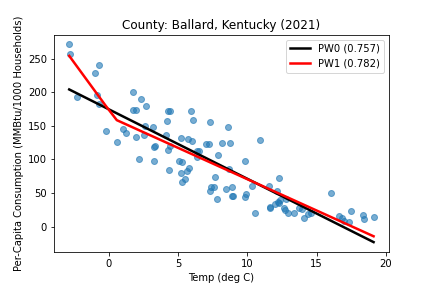 County: Ballard, Kentucky (2021)
PW0 (0.757)
PW1 (0.782)
Per-Capita Consumption (MMBtu/1000 Households)
250
200
150
100
50
0
0 5 10 15 20
Temp (deg C)